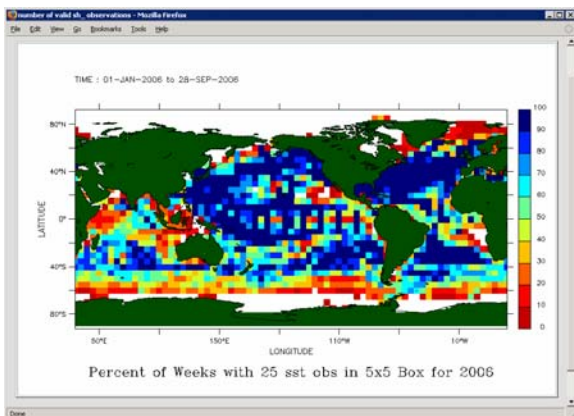 number of valid sh_ observations - Mozilla Firefox
File Edit View Go Bookmarks Tools Help
TIME : 01-JAN-2006 to 28-SEP-2006
100
90
80
70
60
50
40
30
20
10
0
80°N
40°N
0°
40°S
80°S
LATITUDE
50°E 150°E 110°W 10°W
LONGITUDE
Percent of Weeks with 25 sst obs in 5x5 Box for 2006
Done